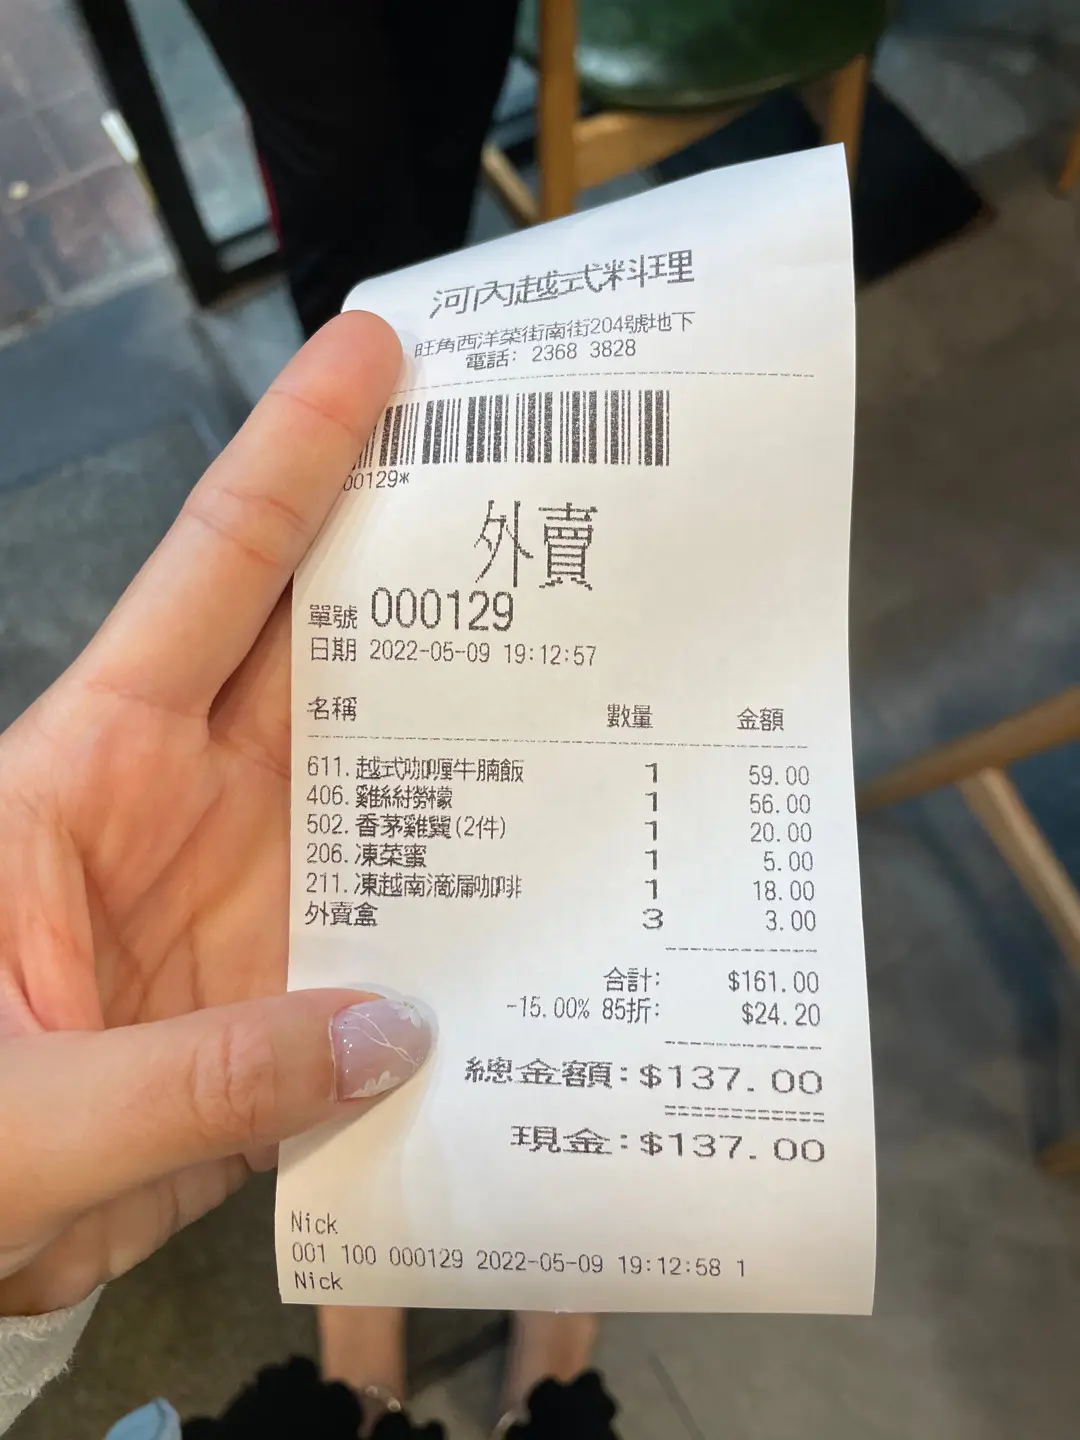 河內越式料理
旺角西洋菜街南街204號地下
電話: 2368 3828
00129*
外賣
單號 000129
日期 2022-05-09 19:12:57
名稱 數量 金額
611.越式咖喱牛腩飯 1 59.00
406.雞絲紂勞檬 1 56.00
502.香茅雞翼(2件) 1 20.00
206.凍菜蜜 1 5.00
211.凍越南滴漏咖啡 1 18.00
外賣盒 3 3.00
合計: $161.00
-15.00% 85折: $24.20
總金額:$137.00
現金:$137.00
Nick
001 100 000129 2022-05-09 19:12:58 1
Nick